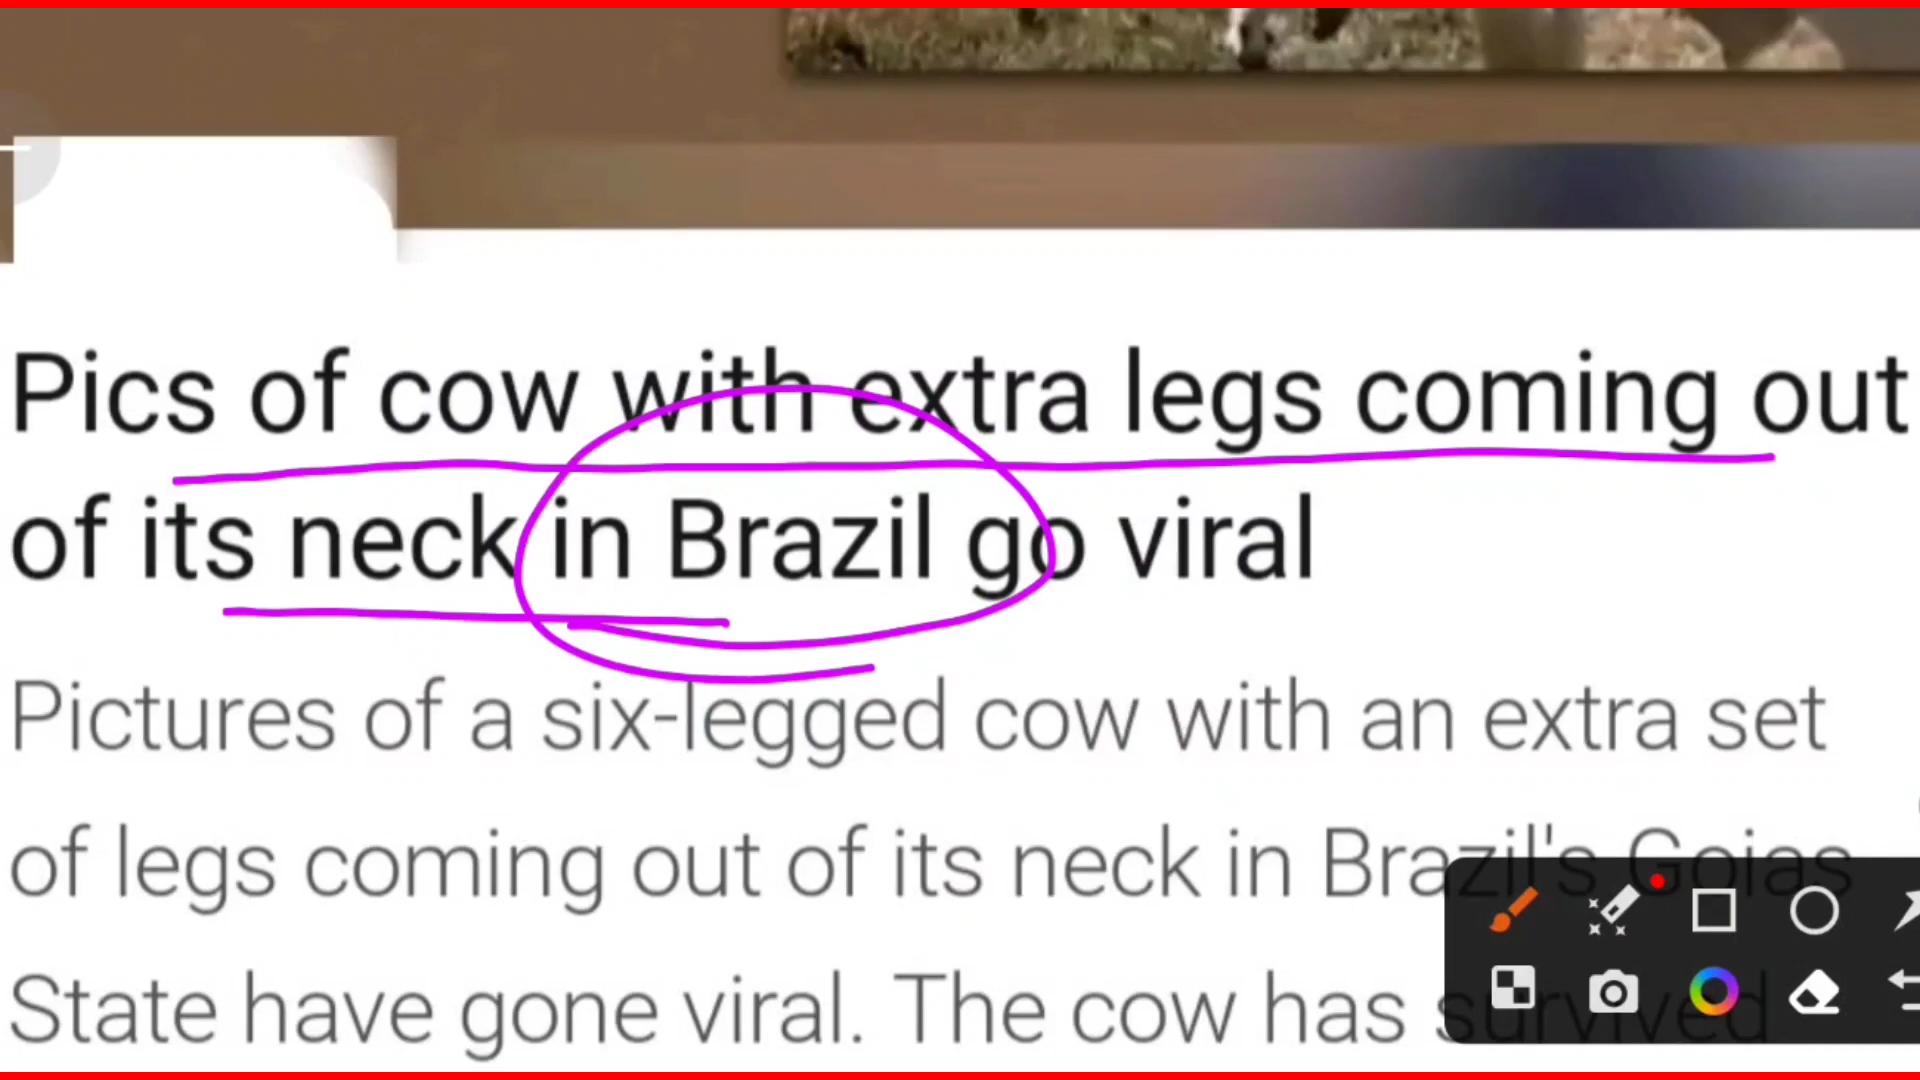 Pics of cow with extra legs coming out
of its neck in Brazil go viral
Pictures of a six-legged cow with an extra set
of legs coming out of its neck in Brazil's Goias
State have gone viral. The cow has survived